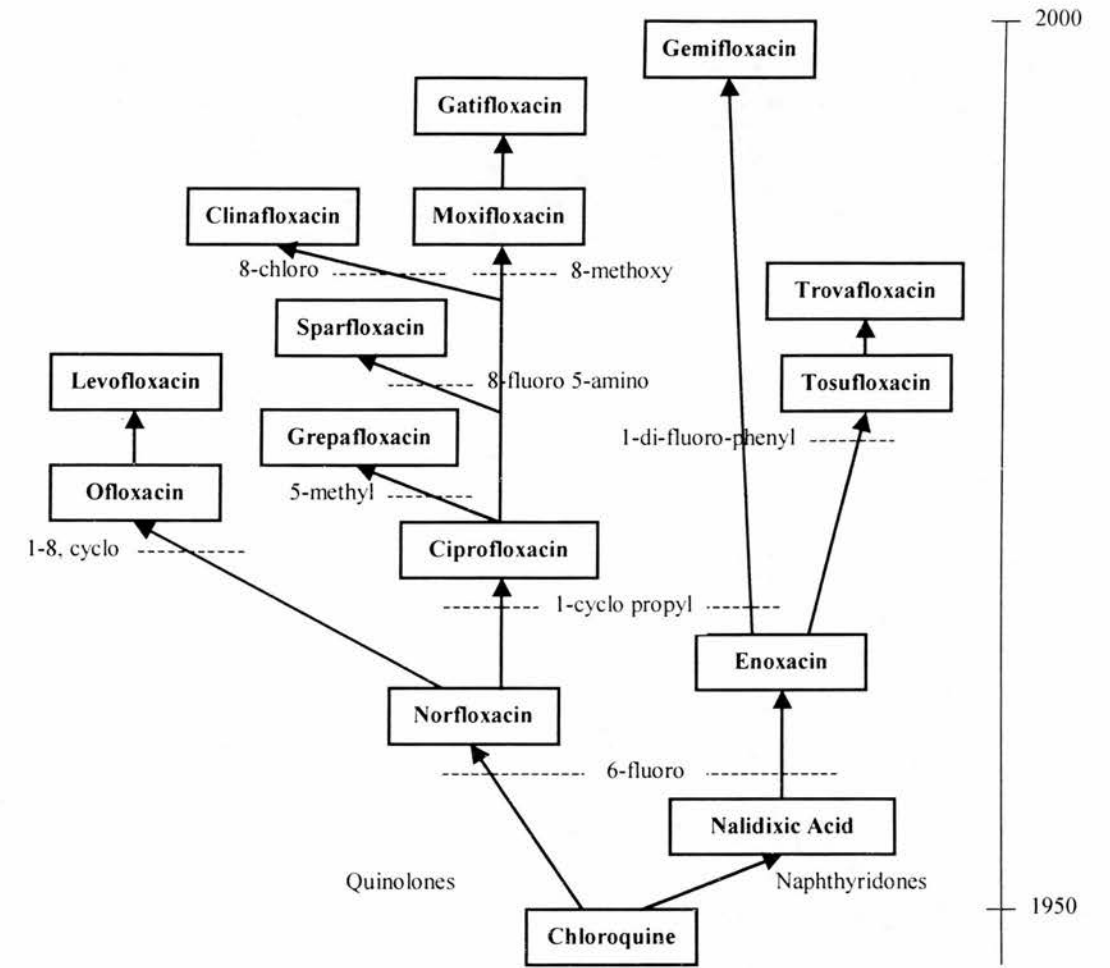 2000
Gemifloxacin
Gatifloxacin
Clinafloxacin
Moxifloxacin
8-chloro
8-methoxy
Trovafloxacin
Sparfloxacin
Levofloxacin
8-fluoro 5-amino
Tosufloxacin
Grepafloxacin
1-di-fluoro-phenyl
Ofloxacin
5-methyl
1-8, cyclo
Ciprofloxacin
1-cyclo propyl
Enoxacin
Norfloxacin
6-fluoro
Nalidixic Acid
Quinolones
Naphthyridones
1950
Chloroquine